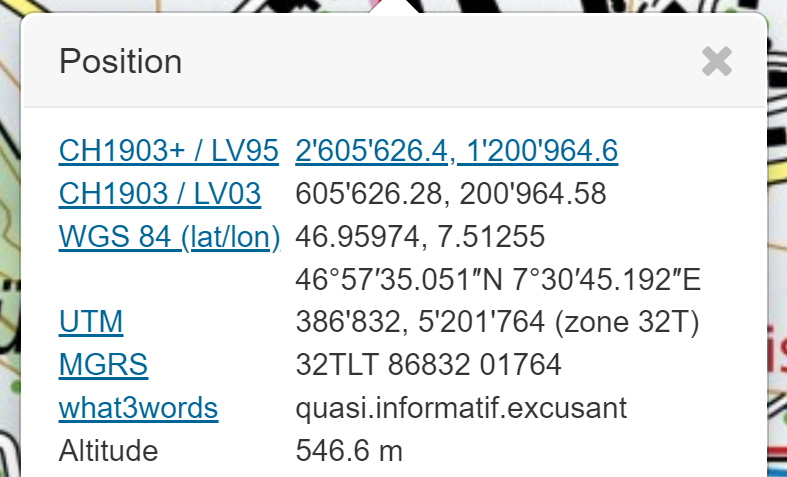 Position
CH1903+ / LV95 2'605'626.4, 1'200'964.6
CH1903 / LV03 605'626.28, 200'964.58
WGS 84 (lat/lon) 46.95974, 7.51255
46°57′35.051″N 7°30′45.192″E
UTM 386'832, 5'201'764 (zone 32T)
MGRS 32TLT 86832 01764
what3words quasi.informatif.excusant
Altitude 546.6 m